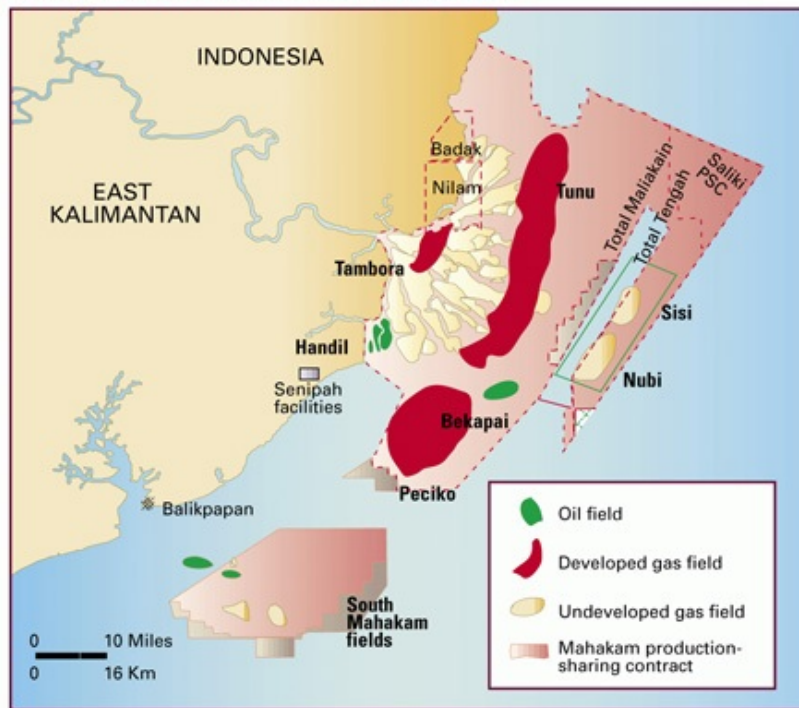 INDONESIA
EAST
KALIMANTAN
Badak
Nilam
Tunu
Total Maliakain
Total Tengah
Saliki
PSC
Tambora
Sisi
Handil
Nubi
Senipah
facilities
Bekapai
Peciko
Balikpapan
South
Mahakam
fields
0 10 Miles
0 16 Km
Oil field
Developed gas field
Undeveloped gas field
Mahakam production-
sharing contract